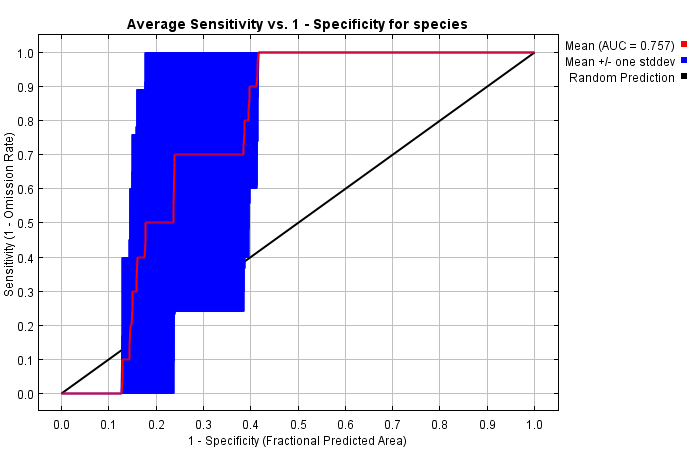 Average Sensitivity vs. 1 - Specificity for species
Mean (AUC = 0.757)
Mean +/- one stddev
Random Prediction
Sensitivity (1 - Omission Rate)
1.0
0.9
0.8
0.7
0.6
0.5
0.4
0.3
0.2
0.1
0.0
0.0 0.1 0.2 0.3 0.4 0.5 0.6 0.7 0.8 0.9 1.0
1 - Specificity (Fractional Predicted Area)